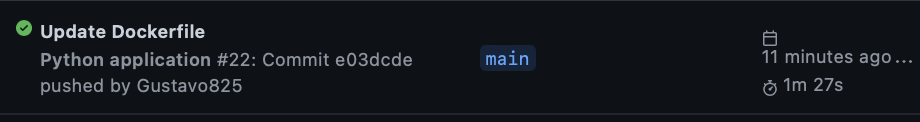 Update Dockerfile
Python application #22: Commit e03dcde
pushed by Gustavo825
main
11 minutes ago...
1m 27s